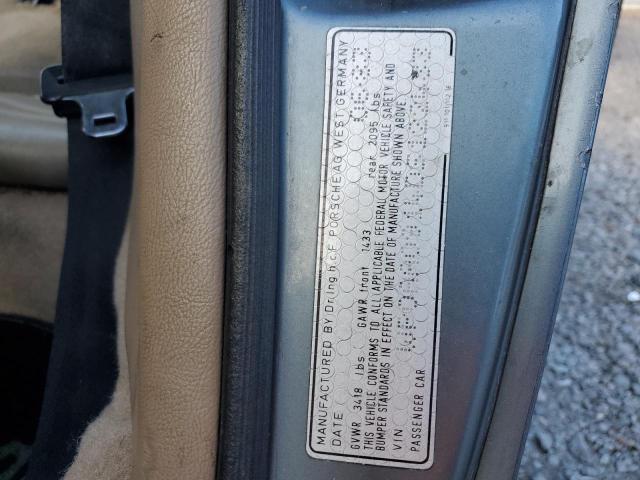 MANUFACTURED BY Dr.Ing.h.c.F. PORSCHE AG WEST GERMANY
DATE
GVWR 3418 lbs GAWR front 1433 rear 2095 lbs
THIS VEHICLE CONFORMS TO ALL APPLICABLE FEDERAL MOTOR VEHICLE SAFETY AND
BUMPER STANDARDS IN EFFECT ON THE DATE OF MANUFACTURE SHOWN ABOVE
VIN
PASSENGER CAR